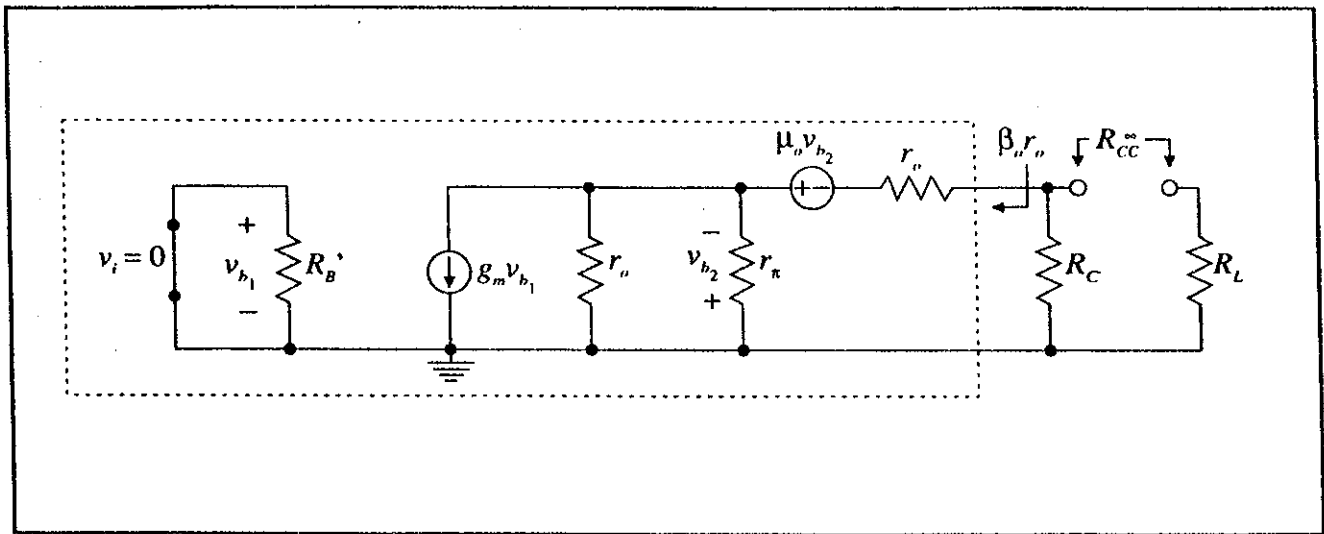 μ_o v_b2
r_o
β_o r_o
R_CC^∞
v_i = 0
+
v_b1
−
R_B'
g_m v_b1
r_o
−
v_b2
+
r_π
+−
R_C
R_L